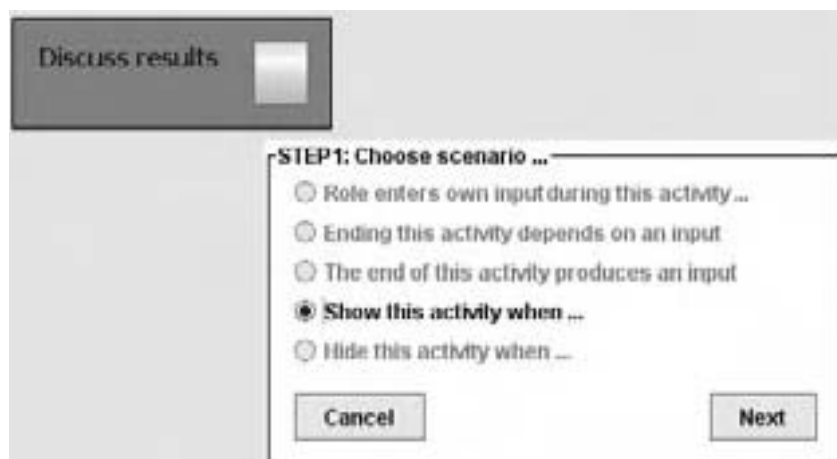 Discuss results
STEP1: Choose scenario ...
Role enters own input during this activity ...
Ending this activity depends on an input
The end of this activity produces an input
Show this activity when ...
Hide this activity when ...
Cancel
Next